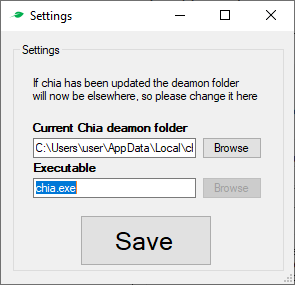 Settings
Settings
If chia has been updated the deamon folder
will now be elsewhere, so please change it here
Current Chia deamon folder
C:\Users\user\AppData\Local\cl
Browse
Executable
chia.exe
Browse
Save